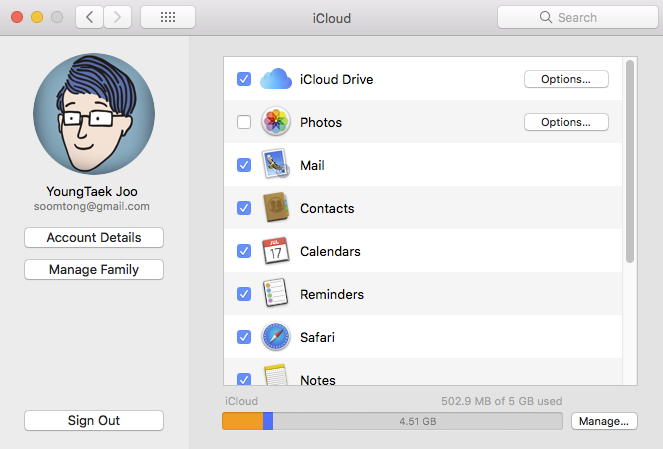 iCloud
Search
YoungTaek Joo
soomtong@gmail.com
Account Details
Manage Family
Sign Out
iCloud Drive
Options...
Photos
Options...
Mail
Contacts
JUL
17
Calendars
Reminders
Safari
Notes
iCloud
502.9 MB of 5 GB used
4.51 GB
Manage...